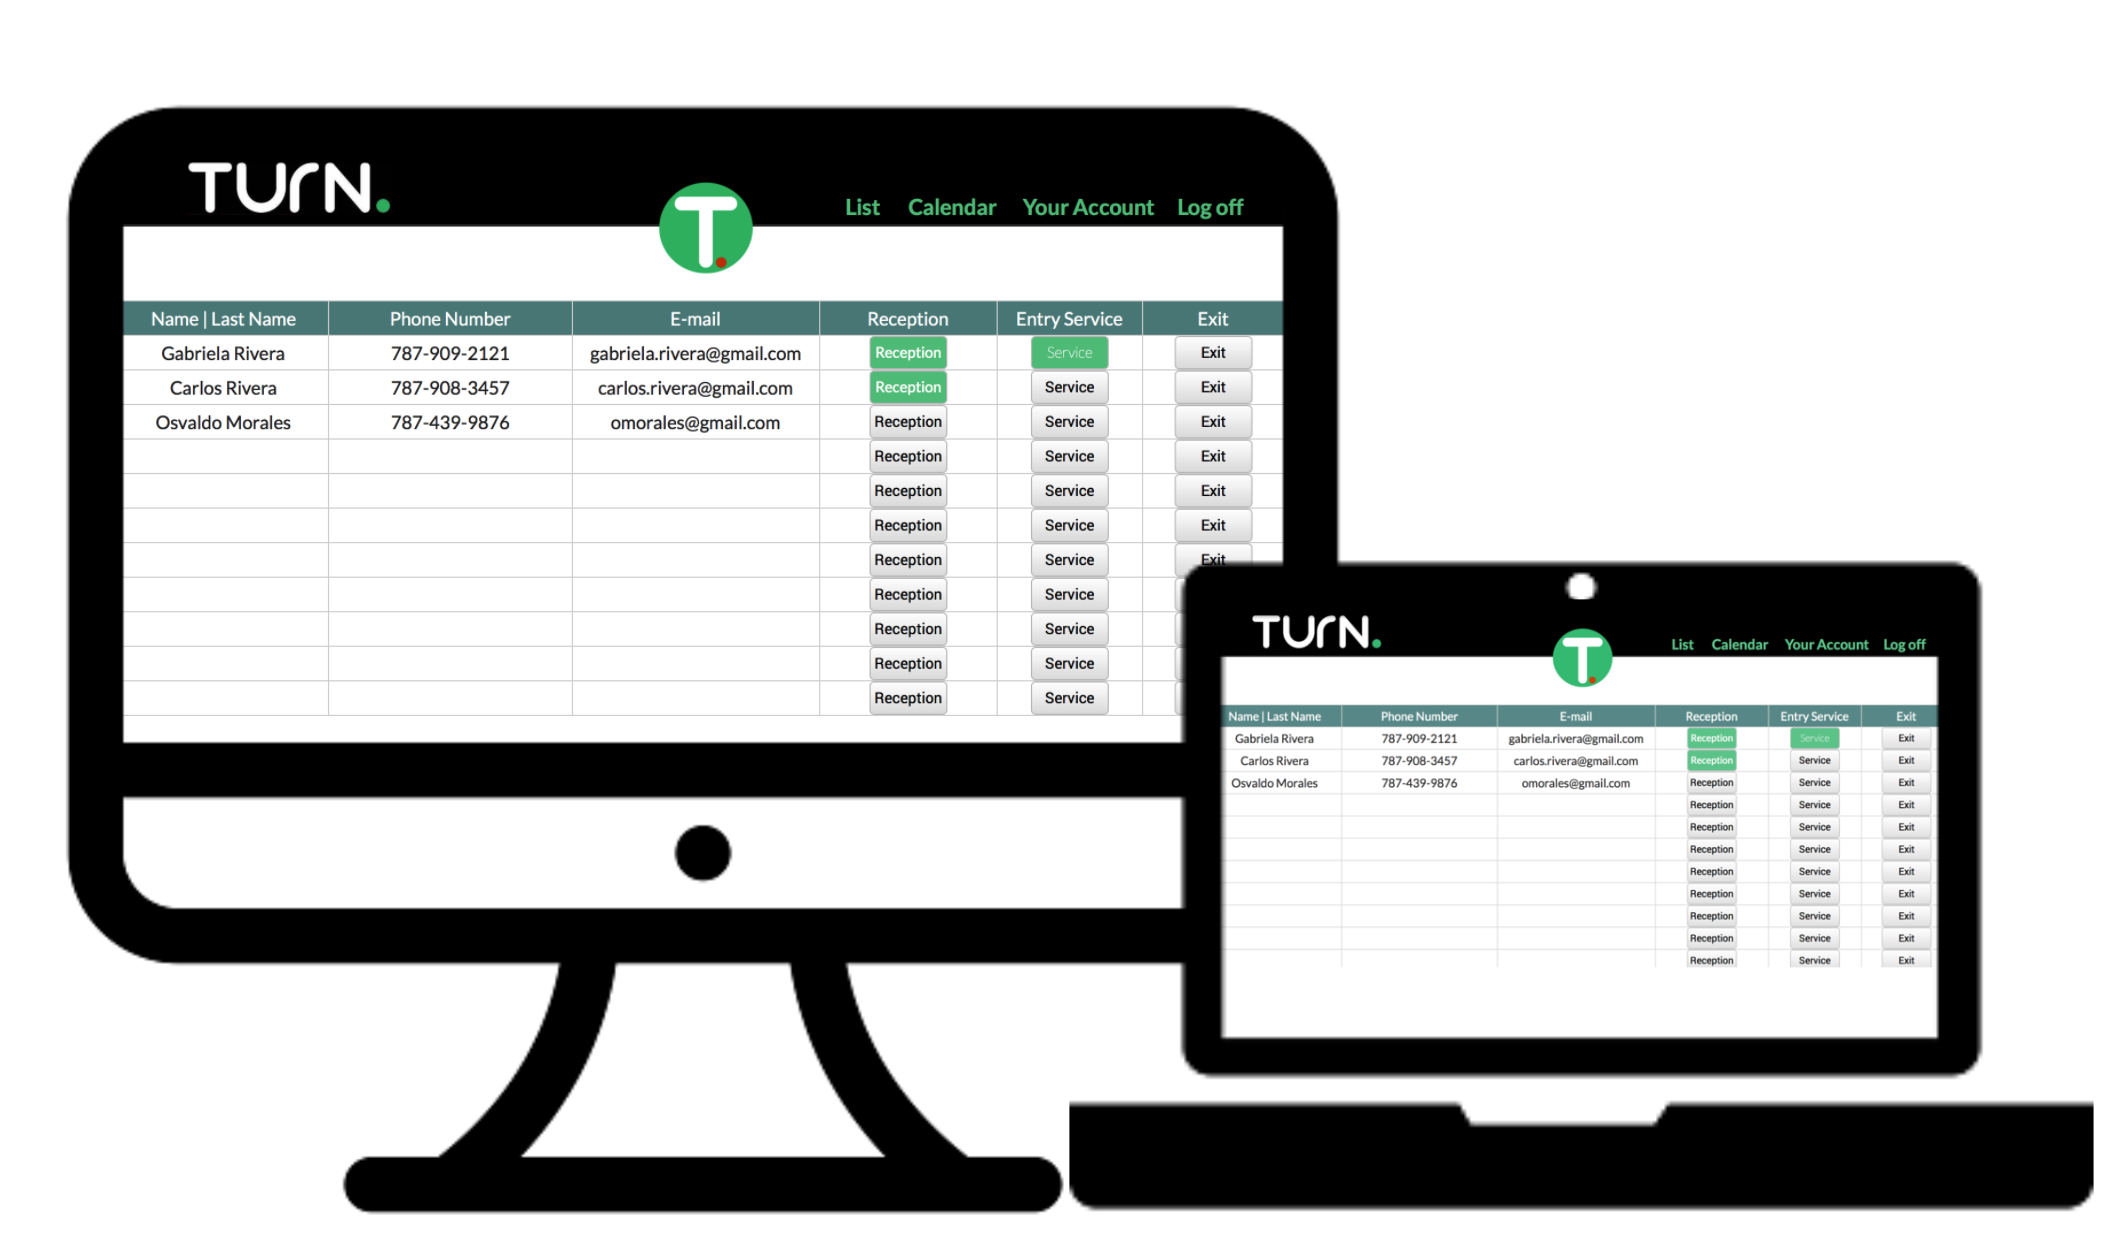 TURN.
T.
List Calendar Your Account Log off
Name | Last Name Phone Number E-mail Reception Entry Service Exit
Gabriela Rivera 787-909-2121 gabriela.rivera@gmail.com Reception Service Exit
Carlos Rivera 787-908-3457 carlos.rivera@gmail.com Reception Service Exit
Osvaldo Morales 787-439-9876 omorales@gmail.com Reception Service Exit
Reception Service Exit
Reception Service Exit
Reception Service Exit
Reception Service Exit
Reception Service
Reception Service
Reception Service
Reception Service
TURN.
T.
List Calendar Your Account Log off
Name | Last Name Phone Number E-mail Reception Entry Service Exit
Gabriela Rivera 787-909-2121 gabriela.rivera@gmail.com Reception Service Exit
Carlos Rivera 787-908-3457 carlos.rivera@gmail.com Reception Service Exit
Osvaldo Morales 787-439-9876 omorales@gmail.com Reception Service Exit
Reception Service Exit
Reception Service Exit
Reception Service Exit
Reception Service Exit
Reception Service Exit
Reception Service Exit
Reception Service Exit
Reception Service Exit